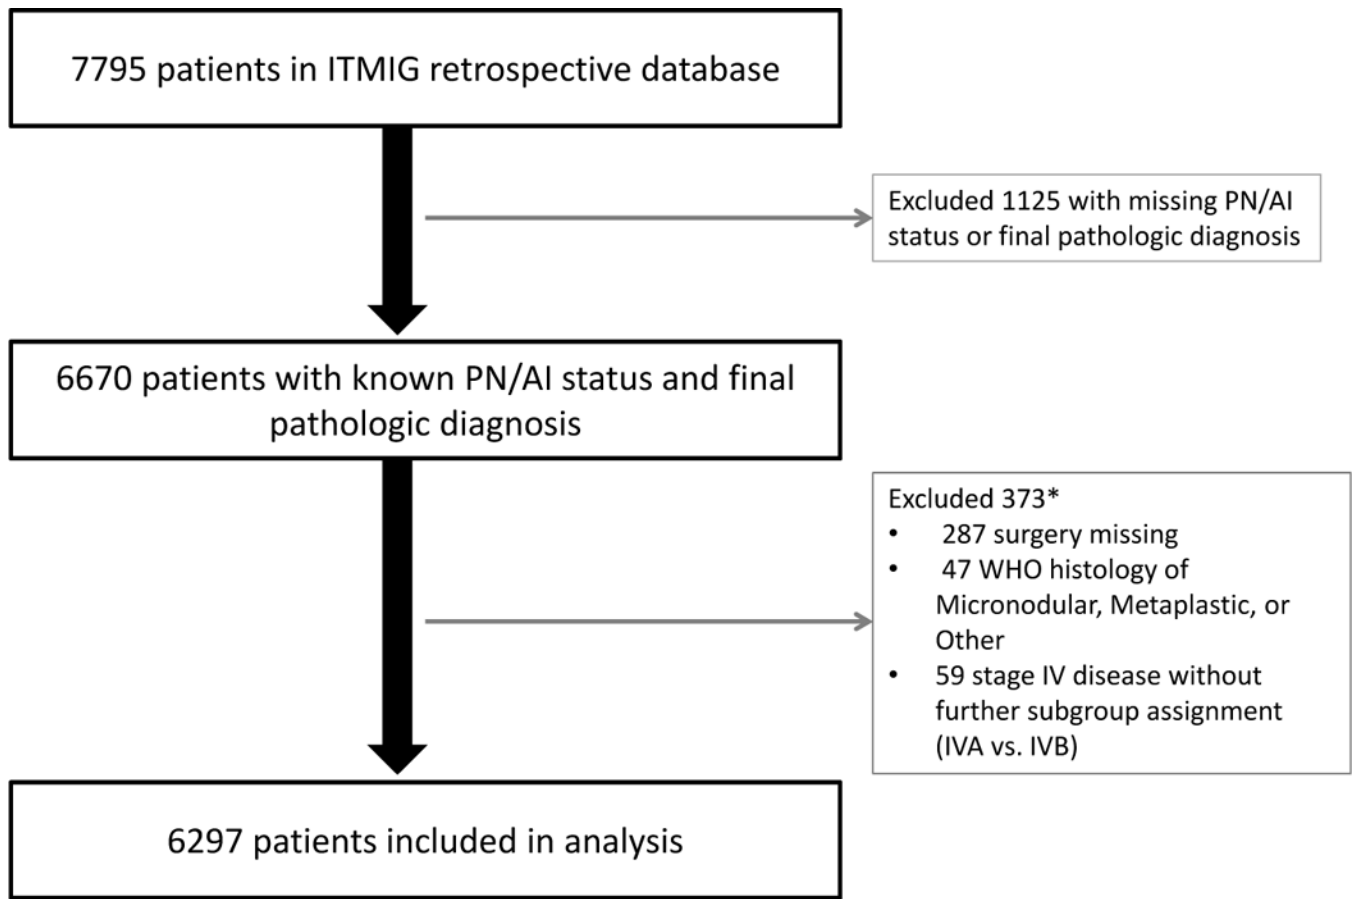 7795 patients in ITMIG retrospective database
Excluded 1125 with missing PN/AI
status or final pathologic diagnosis
6670 patients with known PN/AI status and final
pathologic diagnosis
Excluded 373*
• 287 surgery missing
• 47 WHO histology of
Micronodular, Metaplastic, or
Other
• 59 stage IV disease without
further subgroup assignment
(IVA vs. IVB)
6297 patients included in analysis